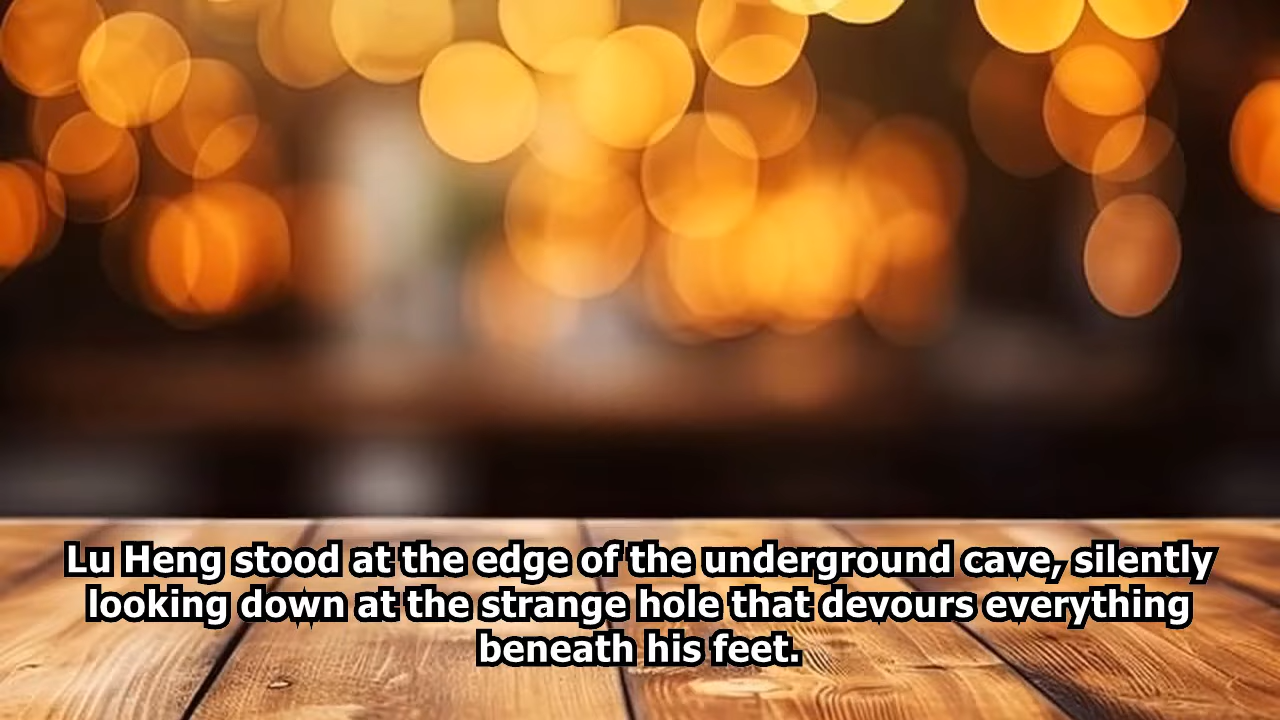 Lu Heng stood at the edge of the underground cave, silently
looking down at the strange hole that devours everything
beneath his feet.